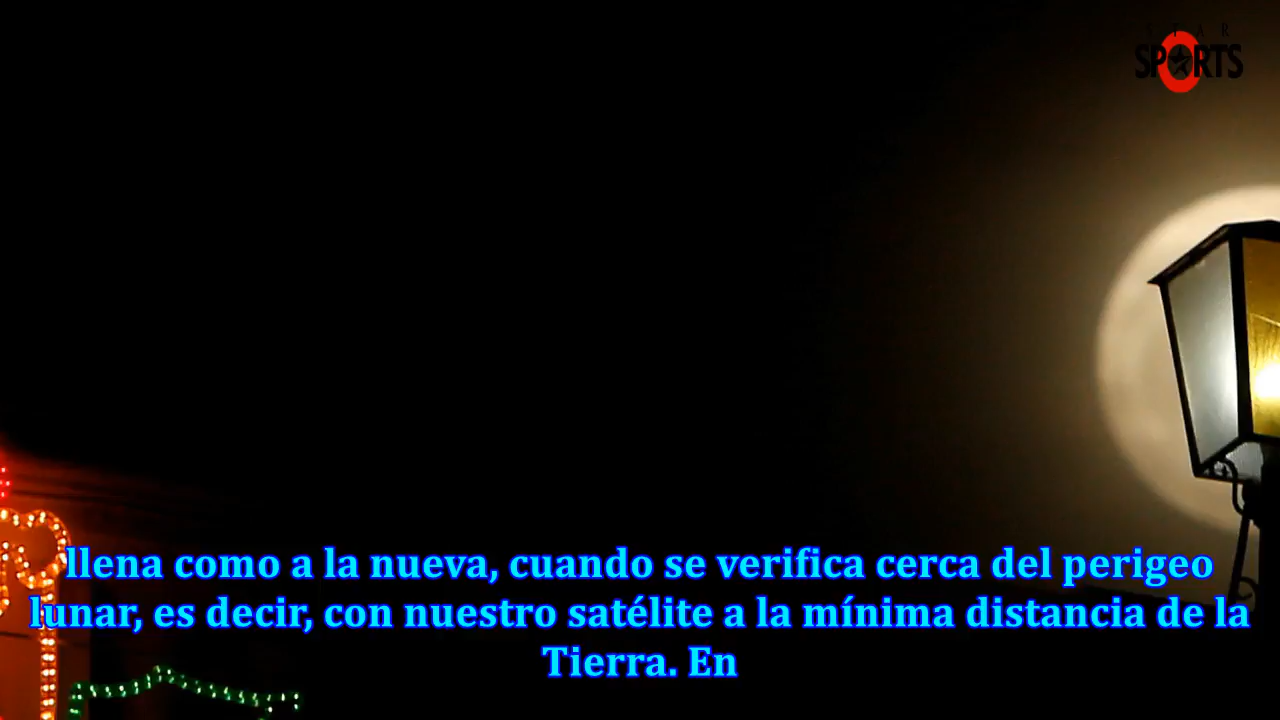 STAR
SPORTS
llena como a la nueva, cuando se verifica cerca del perigeo
lunar, es decir, con nuestro satélite a la mínima distancia de la
Tierra. En